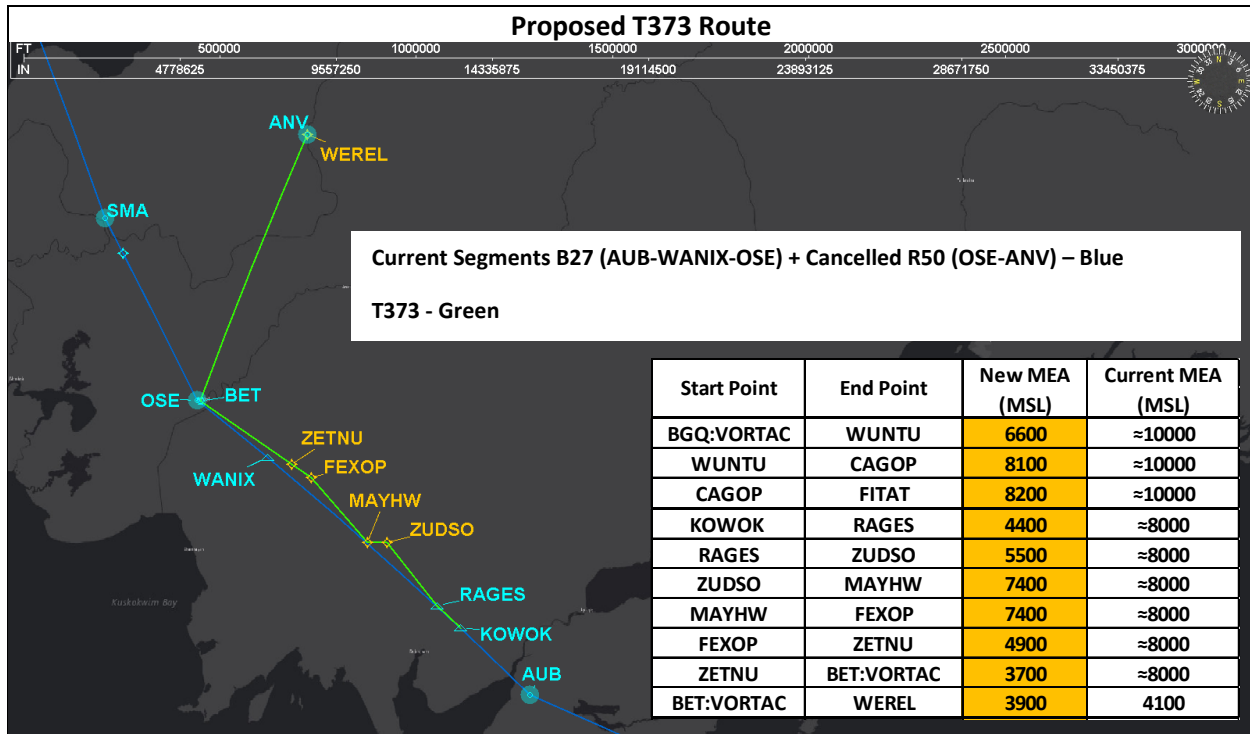 Proposed T373 Route
FT 500000 1000000 1500000 2000000 2500000 3000000
IN 4778625 9557250 14335875 19114500 23893125 28671750 33450375
ANV
WEREL
SMA
Current Segments B27 (AUB-WANIX-OSE) + Cancelled R50 (OSE-ANV) – Blue
T373 - Green
OSE BET
ZETNU
WANIX
FEXOP
MAYHW
ZUDSO
Kuskokwim Bay
RAGES
KOWOK
AUB
Start Point End Point New MEA (MSL) Current MEA (MSL)
BGQ:VORTAC WUNTU 6600 ≈10000
WUNTU CAGOP 8100 ≈10000
CAGOP FITAT 8200 ≈10000
KOWOK RAGES 4400 ≈8000
RAGES ZUDSO 5500 ≈8000
ZUDSO MAYHW 7400 ≈8000
MAYHW FEXOP 7400 ≈8000
FEXOP ZETNU 4900 ≈8000
ZETNU BET:VORTAC 3700 ≈8000
BET:VORTAC WEREL 3900 4100